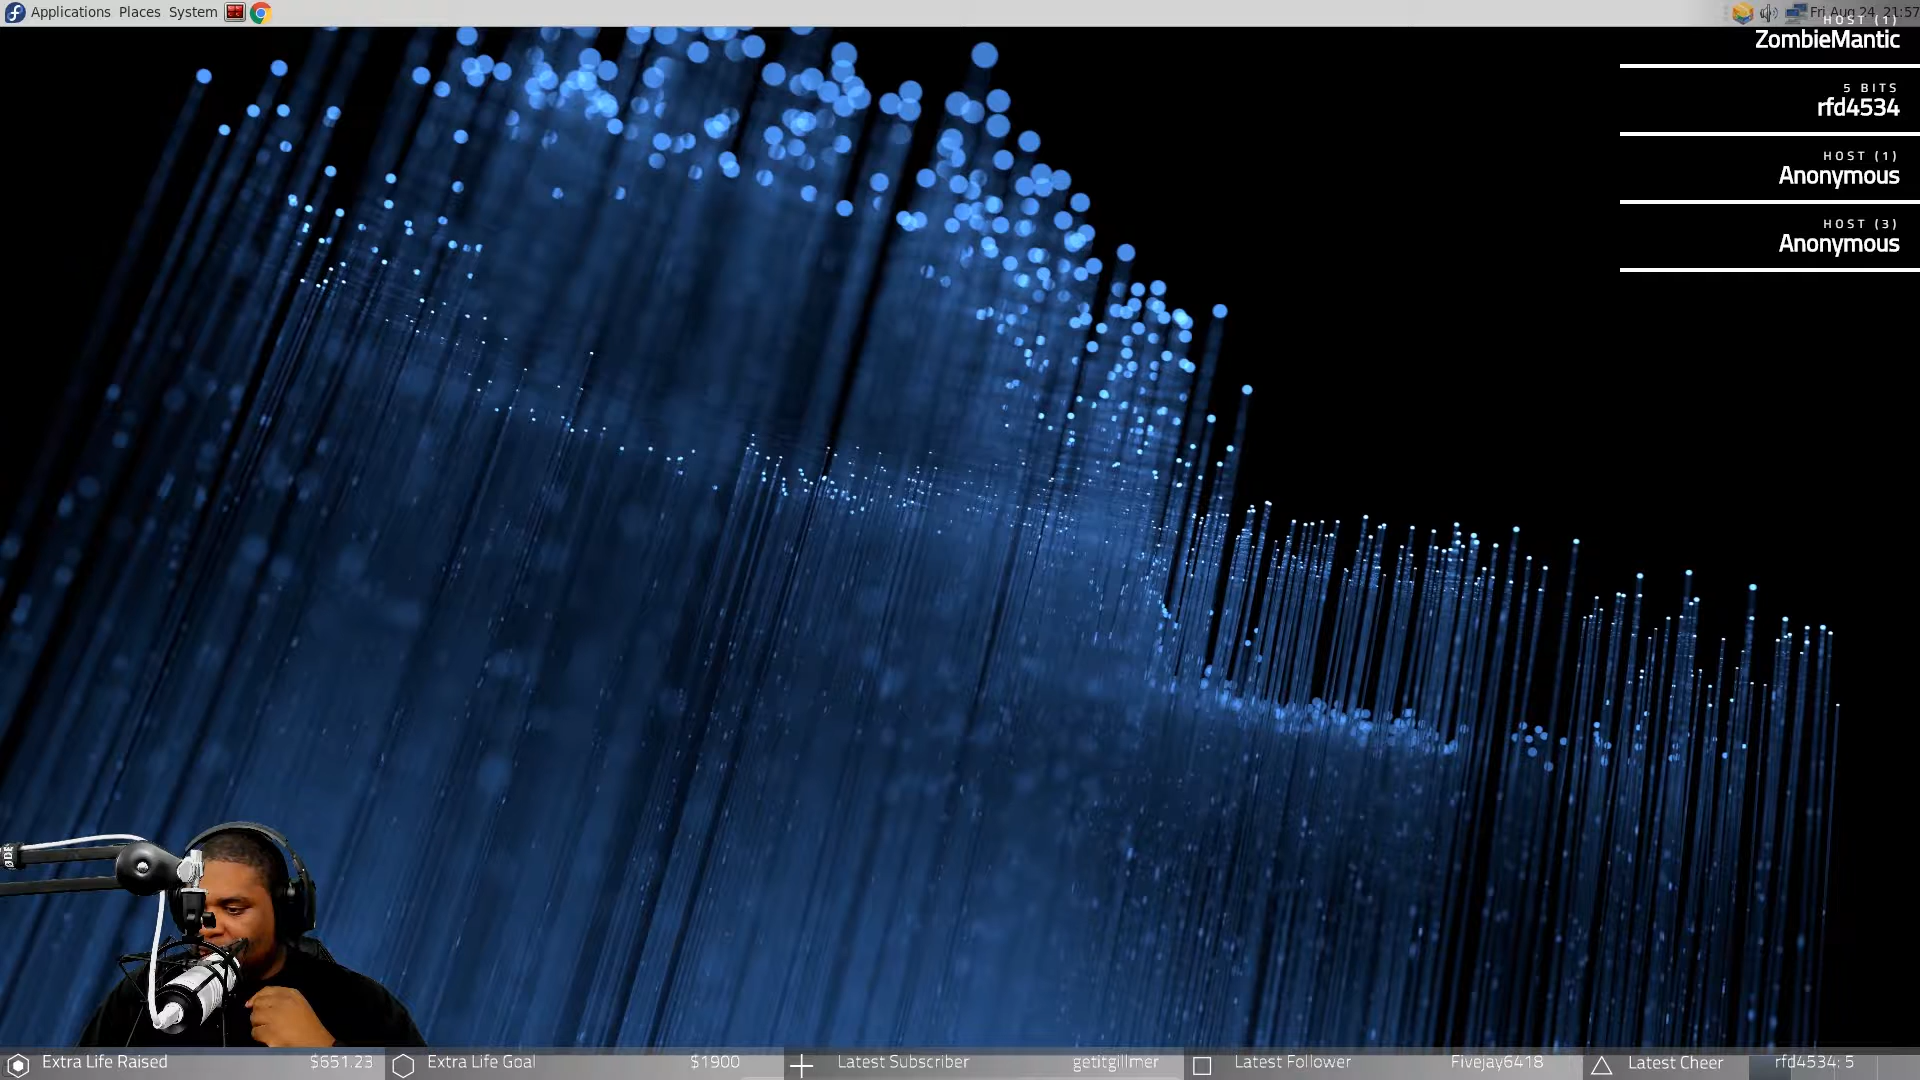 Applications Places System
Fri Aug 24, 21:57
HOST (1)
ZombieMantic
5 BITS
rfd4534
HOST (1)
Anonymous
HOST (3)
Anonymous
Extra Life Raised $651.23 Extra Life Goal $1900 Latest Subscriber getitgillmer Latest Follower Fivejay6418 Latest Cheer rfd4534: 5